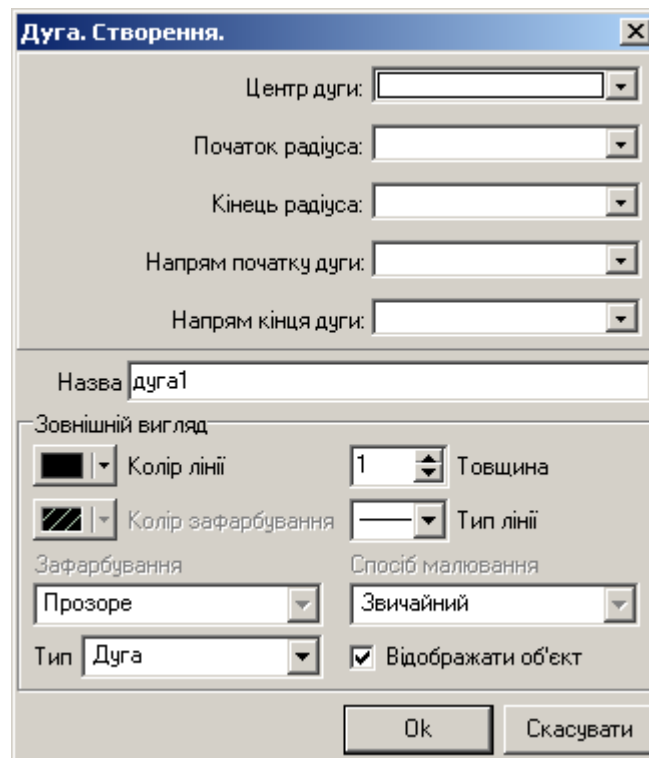 Дуга. Створення.
Центр дуги:
Початок радіуса:
Кінець радіуса:
Напрям початку дуги:
Напрям кінця дуги:
Назва дуга1
Зовнішній вигляд
Колір лінії 1 Товщина
Колір зафарбування Тип лінії
Зафарбування Спосіб малювання
Прозоре Звичайний
Тип Дуга Відображати об'єкт
Ok Скасувати